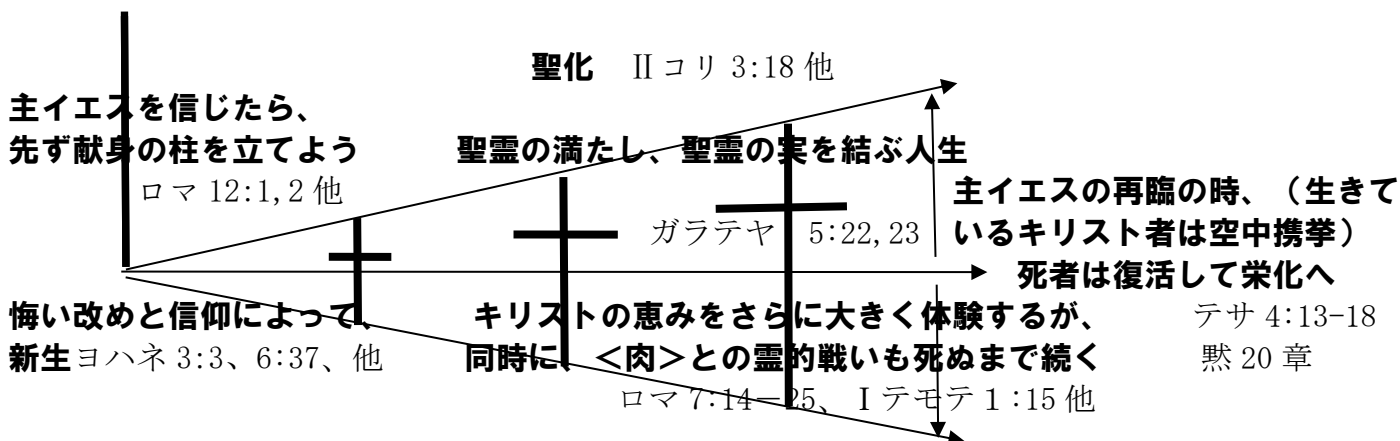 聖化　Ⅱコリ 3:18 他
主イエスを信じたら、
先ず献身の柱を立てよう
ロマ 12:1,2 他
聖霊の満たし、聖霊の実を結ぶ人生
ガラテヤ　5:22,23
主イエスの再臨の時、（生きて
いるキリスト者は空中携挙）
死者は復活して栄化へ
テサ 4:13-18
黙 20 章
悔い改めと信仰によって、
新生ヨハネ 3:3、6:37、他
キリストの恵みをさらに大きく体験するが、
同時に、＜肉＞との霊的戦いも死ぬまで続く
ロマ 7:14－25、Ⅰテモテ 1:15 他